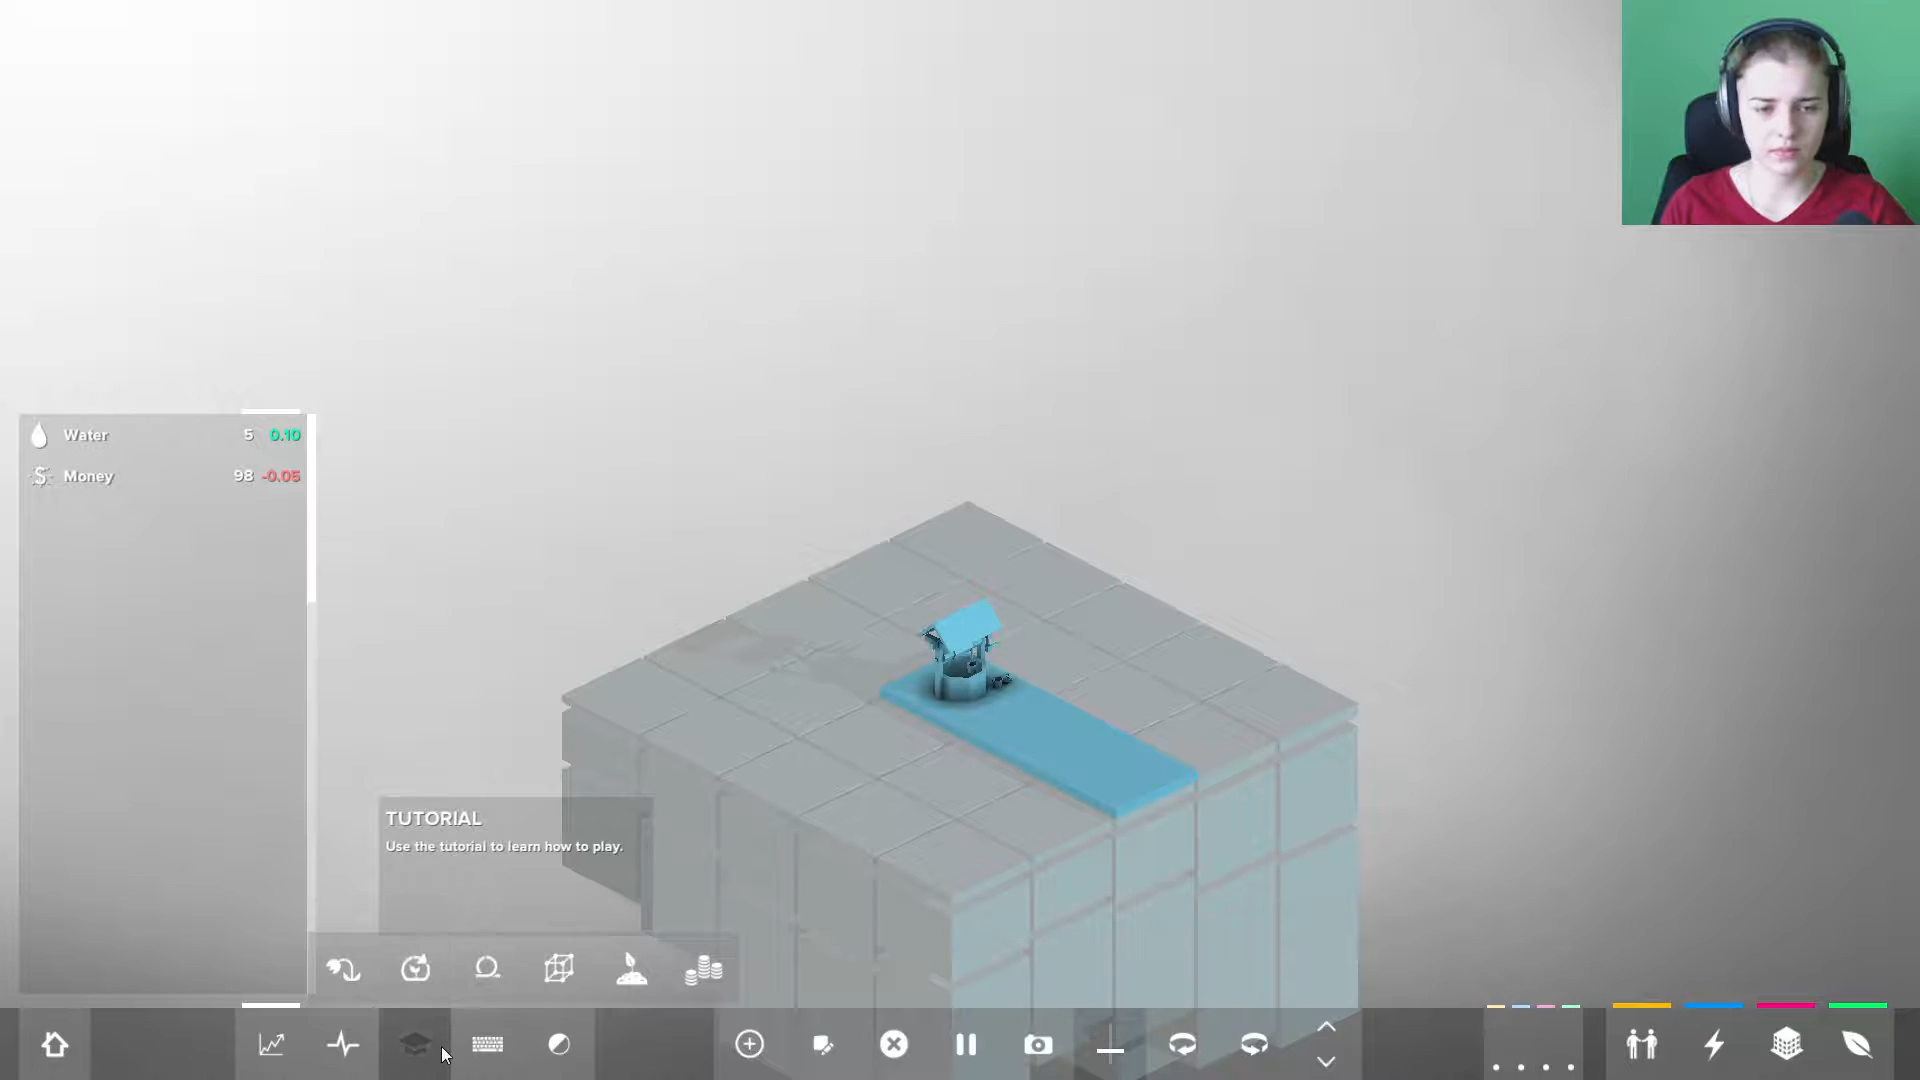 Water 5 0.10
Money 98 -0.05
TUTORIAL
Use the tutorial to learn how to play.